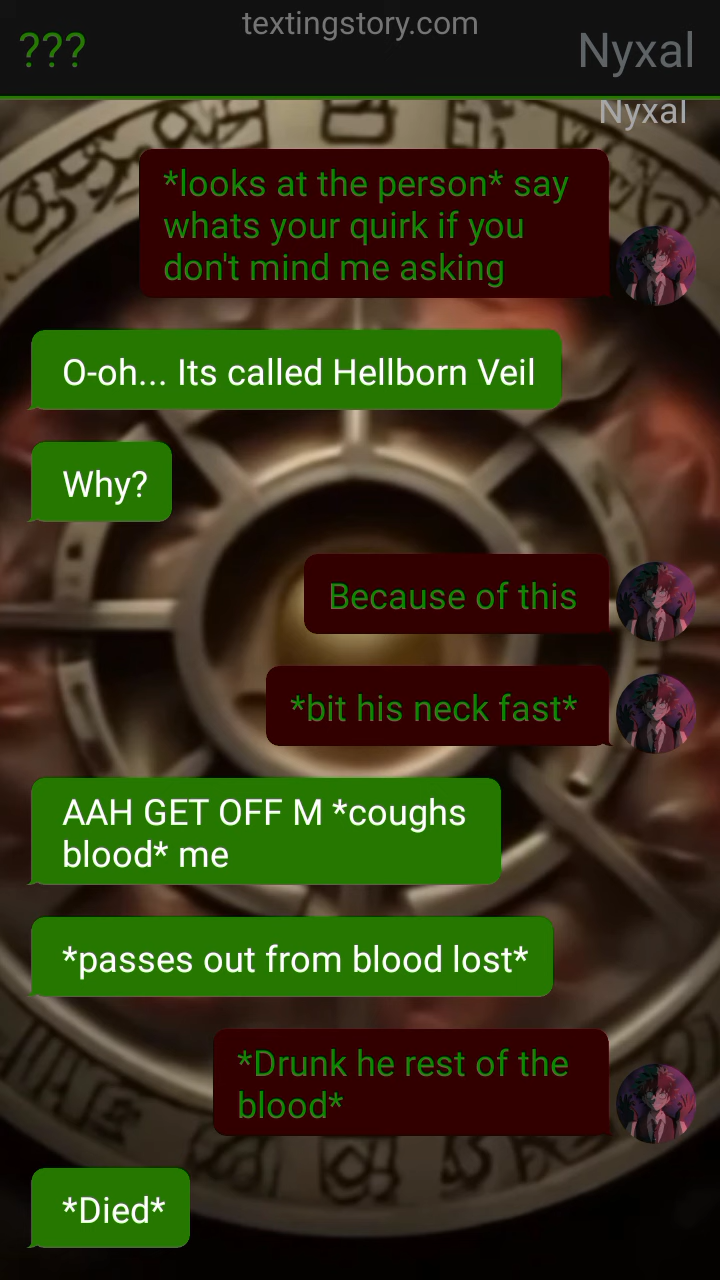 textingstory.com
??? Nyxal
Nyxal
*looks at the person* say
whats your quirk if you
don't mind me asking
O-oh... Its called Hellborn Veil
Why?
Because of this
*bit his neck fast*
AAH GET OFF M *coughs
blood* me
*passes out from blood lost*
*Drunk he rest of the
blood*
*Died*